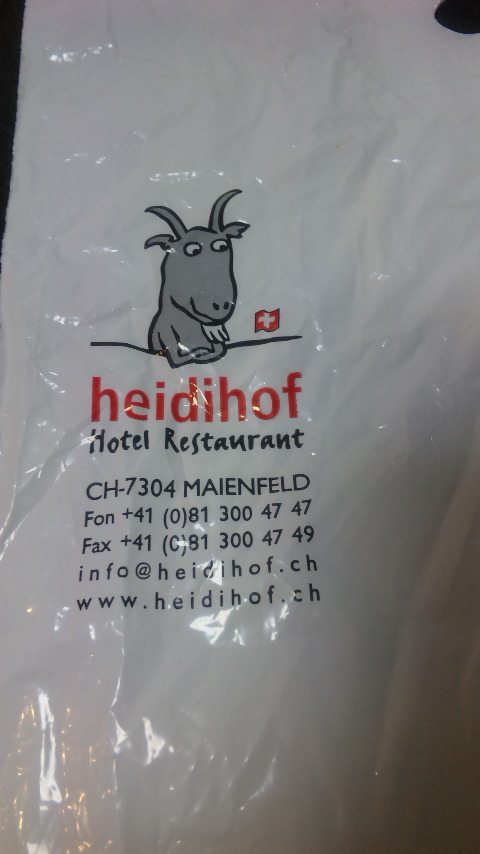 heidihof
Hotel Restaurant
CH-7304 MAIENFELD
Fon +41 (0)81 300 47 47
Fax +41 (0)81 300 47 49
info@heidihof.ch
www.heidihof.ch